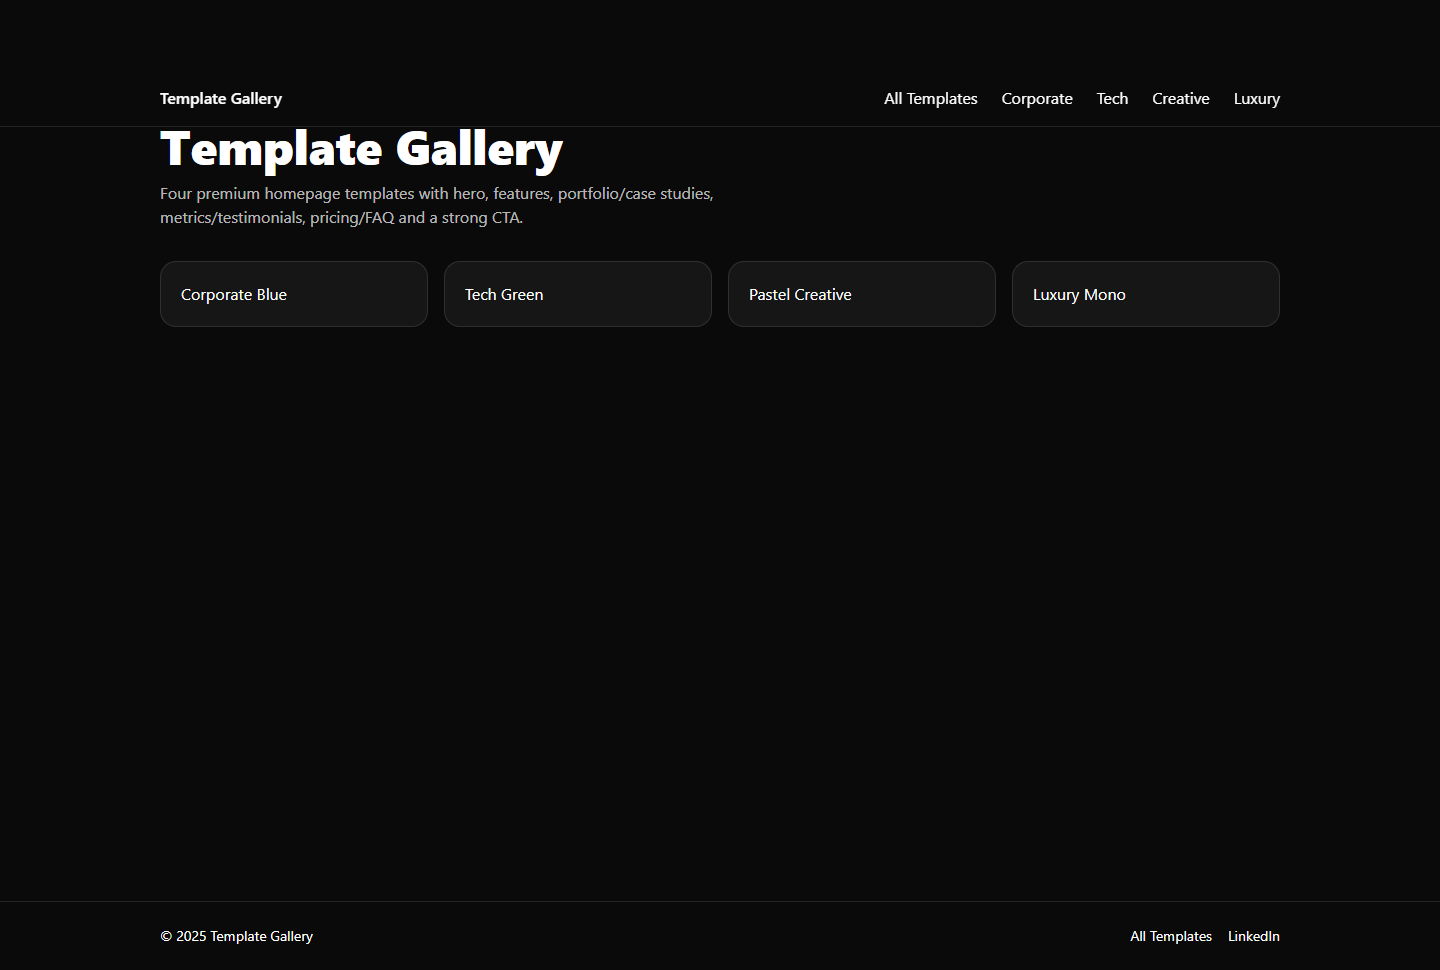 Template Gallery
All Templates Corporate Tech Creative Luxury
Template Gallery
Four premium homepage templates with hero, features, portfolio/case studies,
metrics/testimonials, pricing/FAQ and a strong CTA.
Corporate Blue
Tech Green
Pastel Creative
Luxury Mono
© 2025 Template Gallery
All Templates LinkedIn